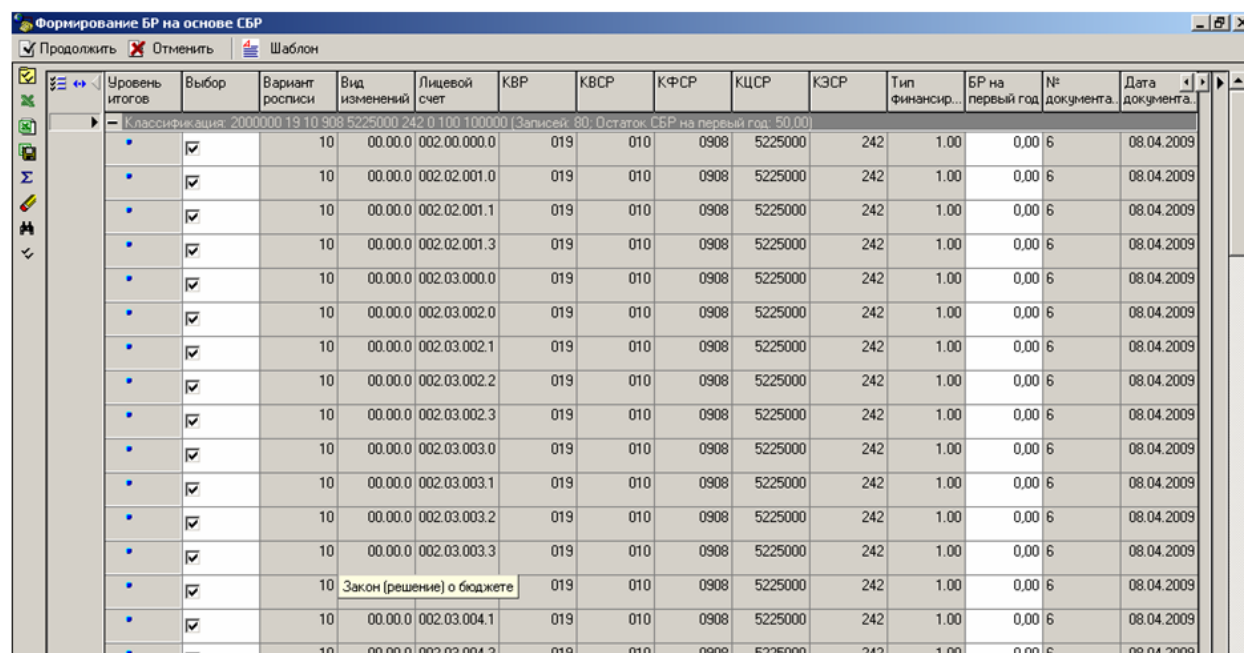 Формирование БР на основе СБР
Продолжить Отменить Шаблон
Уровень итогов Выбор Вариант росписи Вид изменений Лицевой счет КВР КВСР КФСР КЦСР КЭСР Тип финансир... БР на первый год № документа.. Дата документа..
Классификация: 2000000 19 10 908 5225000 242 0 100 100000 (Записей: 80; Остаток СБР на первый год: 50,00)
10 00.00.0 002.00.000.0 019 010 0908 5225000 242 1.00 0,00 6 08.04.2009
10 00.00.0 002.02.001.0 019 010 0908 5225000 242 1.00 0,00 6 08.04.2009
10 00.00.0 002.02.001.1 019 010 0908 5225000 242 1.00 0,00 6 08.04.2009
10 00.00.0 002.02.001.3 019 010 0908 5225000 242 1.00 0,00 6 08.04.2009
10 00.00.0 002.03.000.0 019 010 0908 5225000 242 1.00 0,00 6 08.04.2009
10 00.00.0 002.03.002.0 019 010 0908 5225000 242 1.00 0,00 6 08.04.2009
10 00.00.0 002.03.002.1 019 010 0908 5225000 242 1.00 0,00 6 08.04.2009
10 00.00.0 002.03.002.2 019 010 0908 5225000 242 1.00 0,00 6 08.04.2009
10 00.00.0 002.03.002.3 019 010 0908 5225000 242 1.00 0,00 6 08.04.2009
10 00.00.0 002.03.003.0 019 010 0908 5225000 242 1.00 0,00 6 08.04.2009
10 00.00.0 002.03.003.1 019 010 0908 5225000 242 1.00 0,00 6 08.04.2009
10 00.00.0 002.03.003.2 019 010 0908 5225000 242 1.00 0,00 6 08.04.2009
10 00.00.0 002.03.003.3 019 010 0908 5225000 242 1.00 0,00 6 08.04.2009
10 Закон (решение) о бюджете 019 010 0908 5225000 242 1.00 0,00 6 08.04.2009
10 00.00.0 002.03.004.1 019 010 0908 5225000 242 1.00 0,00 6 08.04.2009